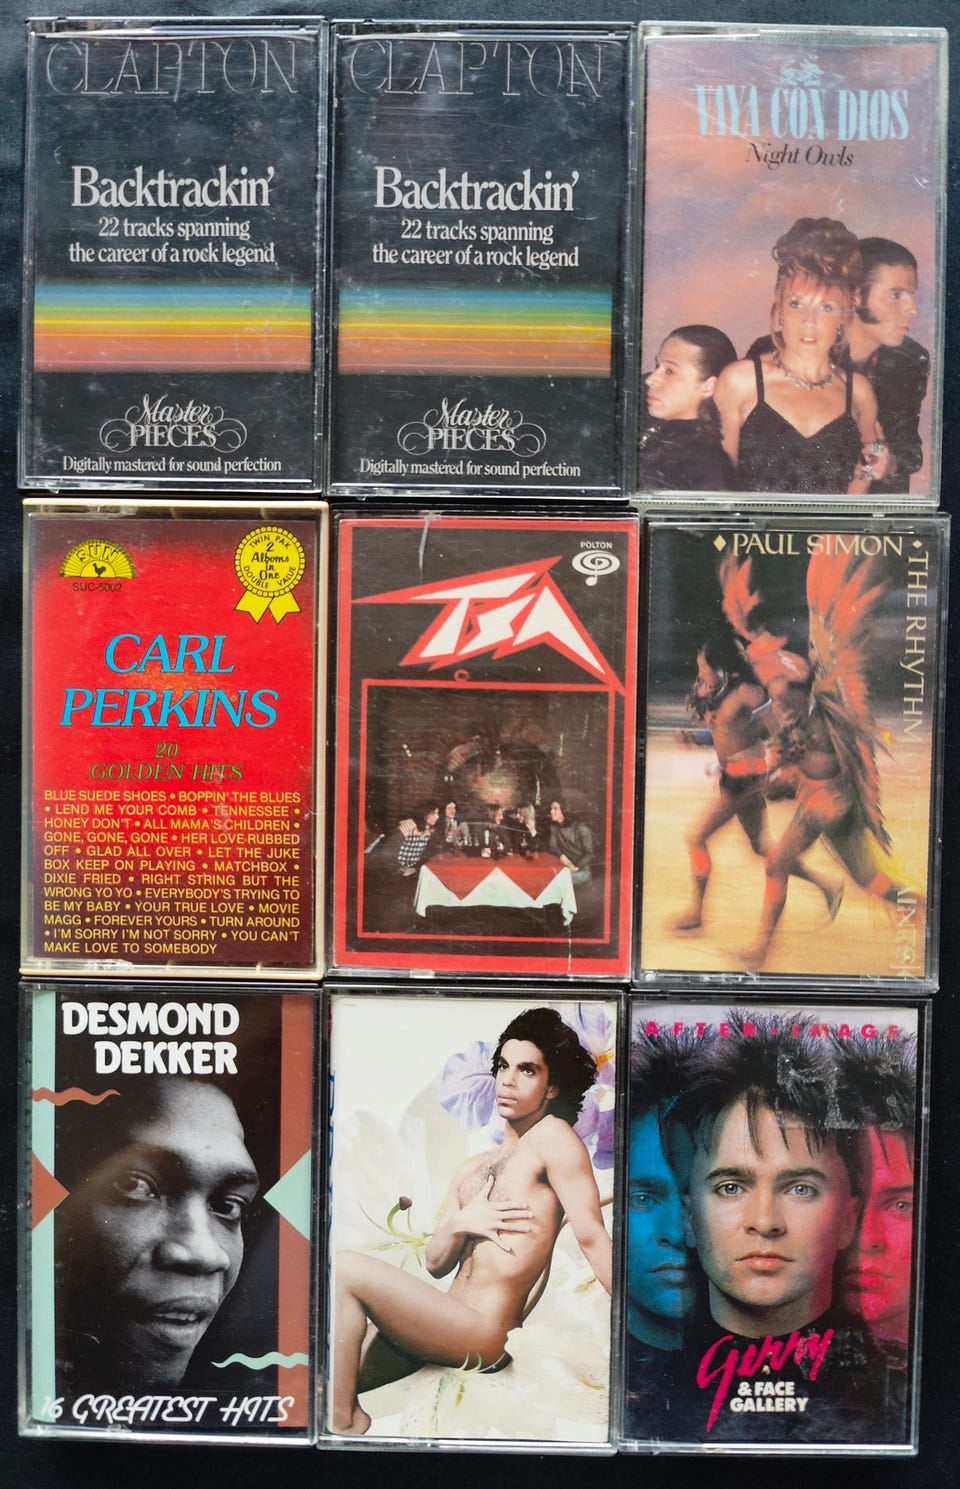 CLAPTON
Backtrackin'
22 tracks spanning
the career of a rock legend
Master
PIECES
Digitally mastered for sound perfection
CLAPTON
Backtrackin'
22 tracks spanning
the career of a rock legend
Master
PIECES
Digitally mastered for sound perfection
VAYA CON DIOS
Night Owls
SUN
SUC-5002
TWIN PAK
2
Albums
in
One
DOUBLE VALUE
CARL
PERKINS
20
GOLDEN HITS
BLUE SUEDE SHOES • BOPPIN' THE BLUES
• LEND ME YOUR COMB • TENNESSEE •
HONEY DON'T • ALL MAMA'S CHILDREN •
GONE, GONE, GONE • HER LOVE RUBBED
OFF • GLAD ALL OVER • LET THE JUKE
BOX KEEP ON PLAYING • MATCHBOX •
DIXIE FRIED • RIGHT STRING BUT THE
WRONG YO YO • EVERYBODY'S TRYING TO
BE MY BABY • YOUR TRUE LOVE • MOVIE
MAGG • FOREVER YOURS • TURN AROUND
• I'M SORRY I'M NOT SORRY • YOU CAN'T
MAKE LOVE TO SOMEBODY
POLTON
TSA
♦ PAUL SIMON ♦
THE RHYTHM
DESMOND
DEKKER
16 GREATEST HITS
AFTER-IMAGE
Gerry
& FACE
GALLERY